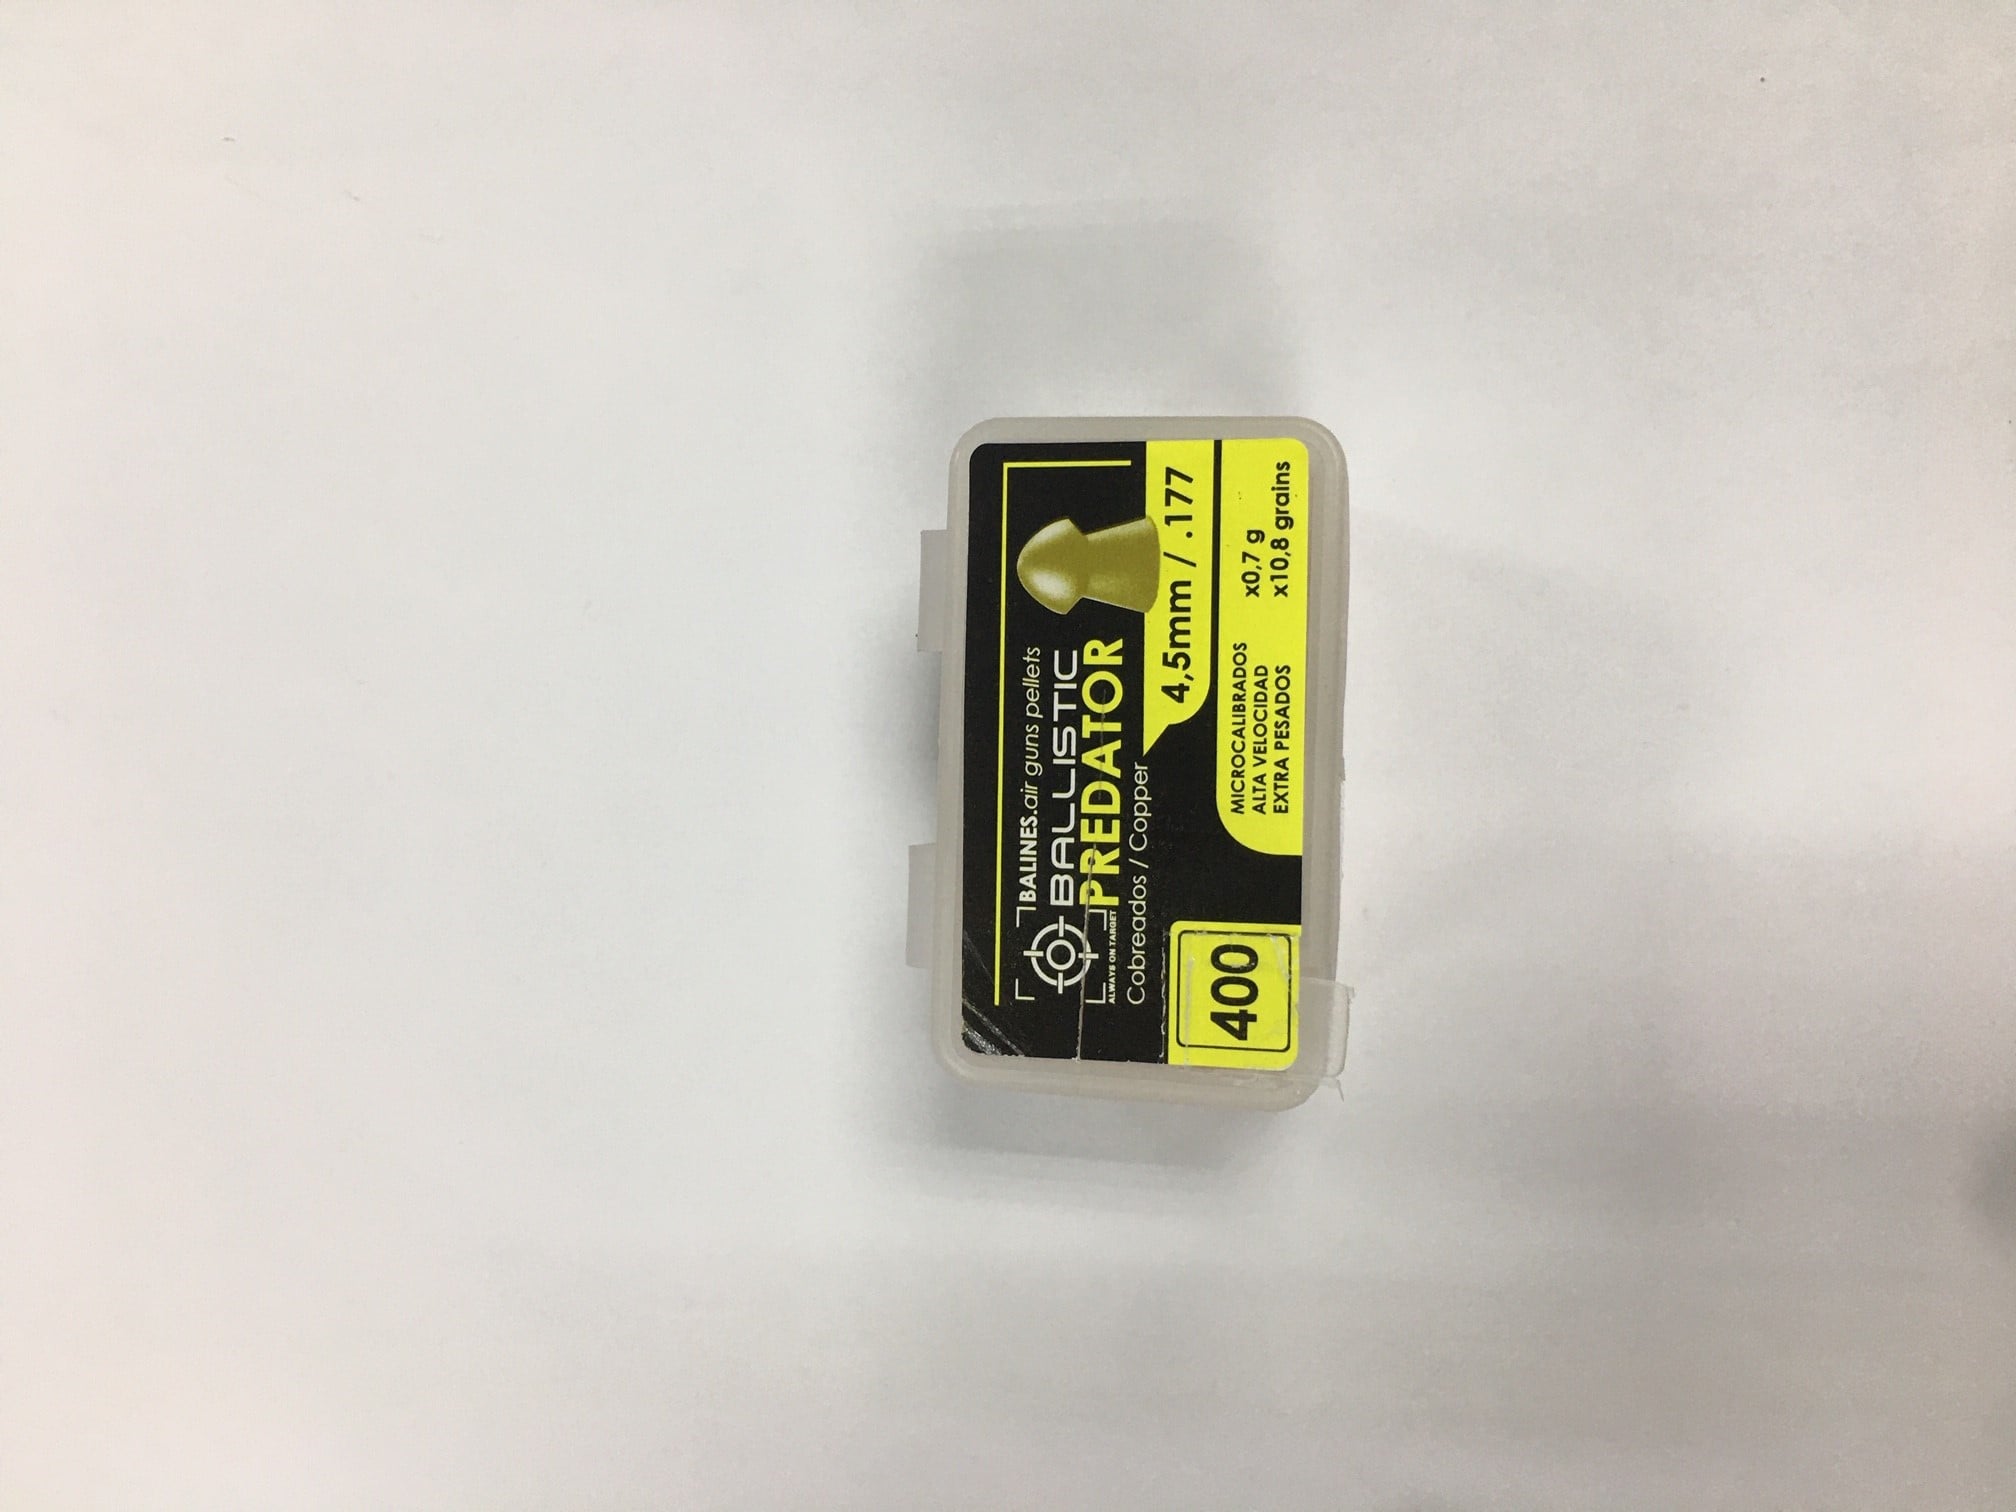 BALINES.air guns pellets
BALLISTIC
PREDATOR
ALWAYS ON TARGET
Cobreados / Copper
4,5mm / .177
400
MICROCALIBRADOS
ALTA VELOCIDAD x0,7 g
EXTRA PESADOS x10,8 grains